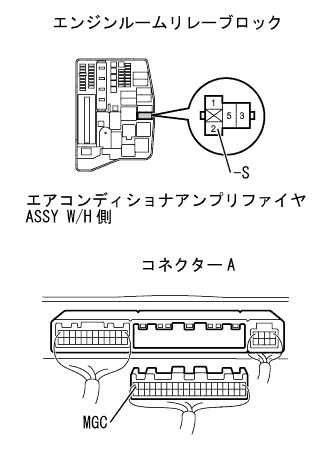 エンジンルームリレーブロック
1
5 3
2
-S
エアコンディショナアンプリファイヤ
ASSY W/H 側
コネクターA
MGC